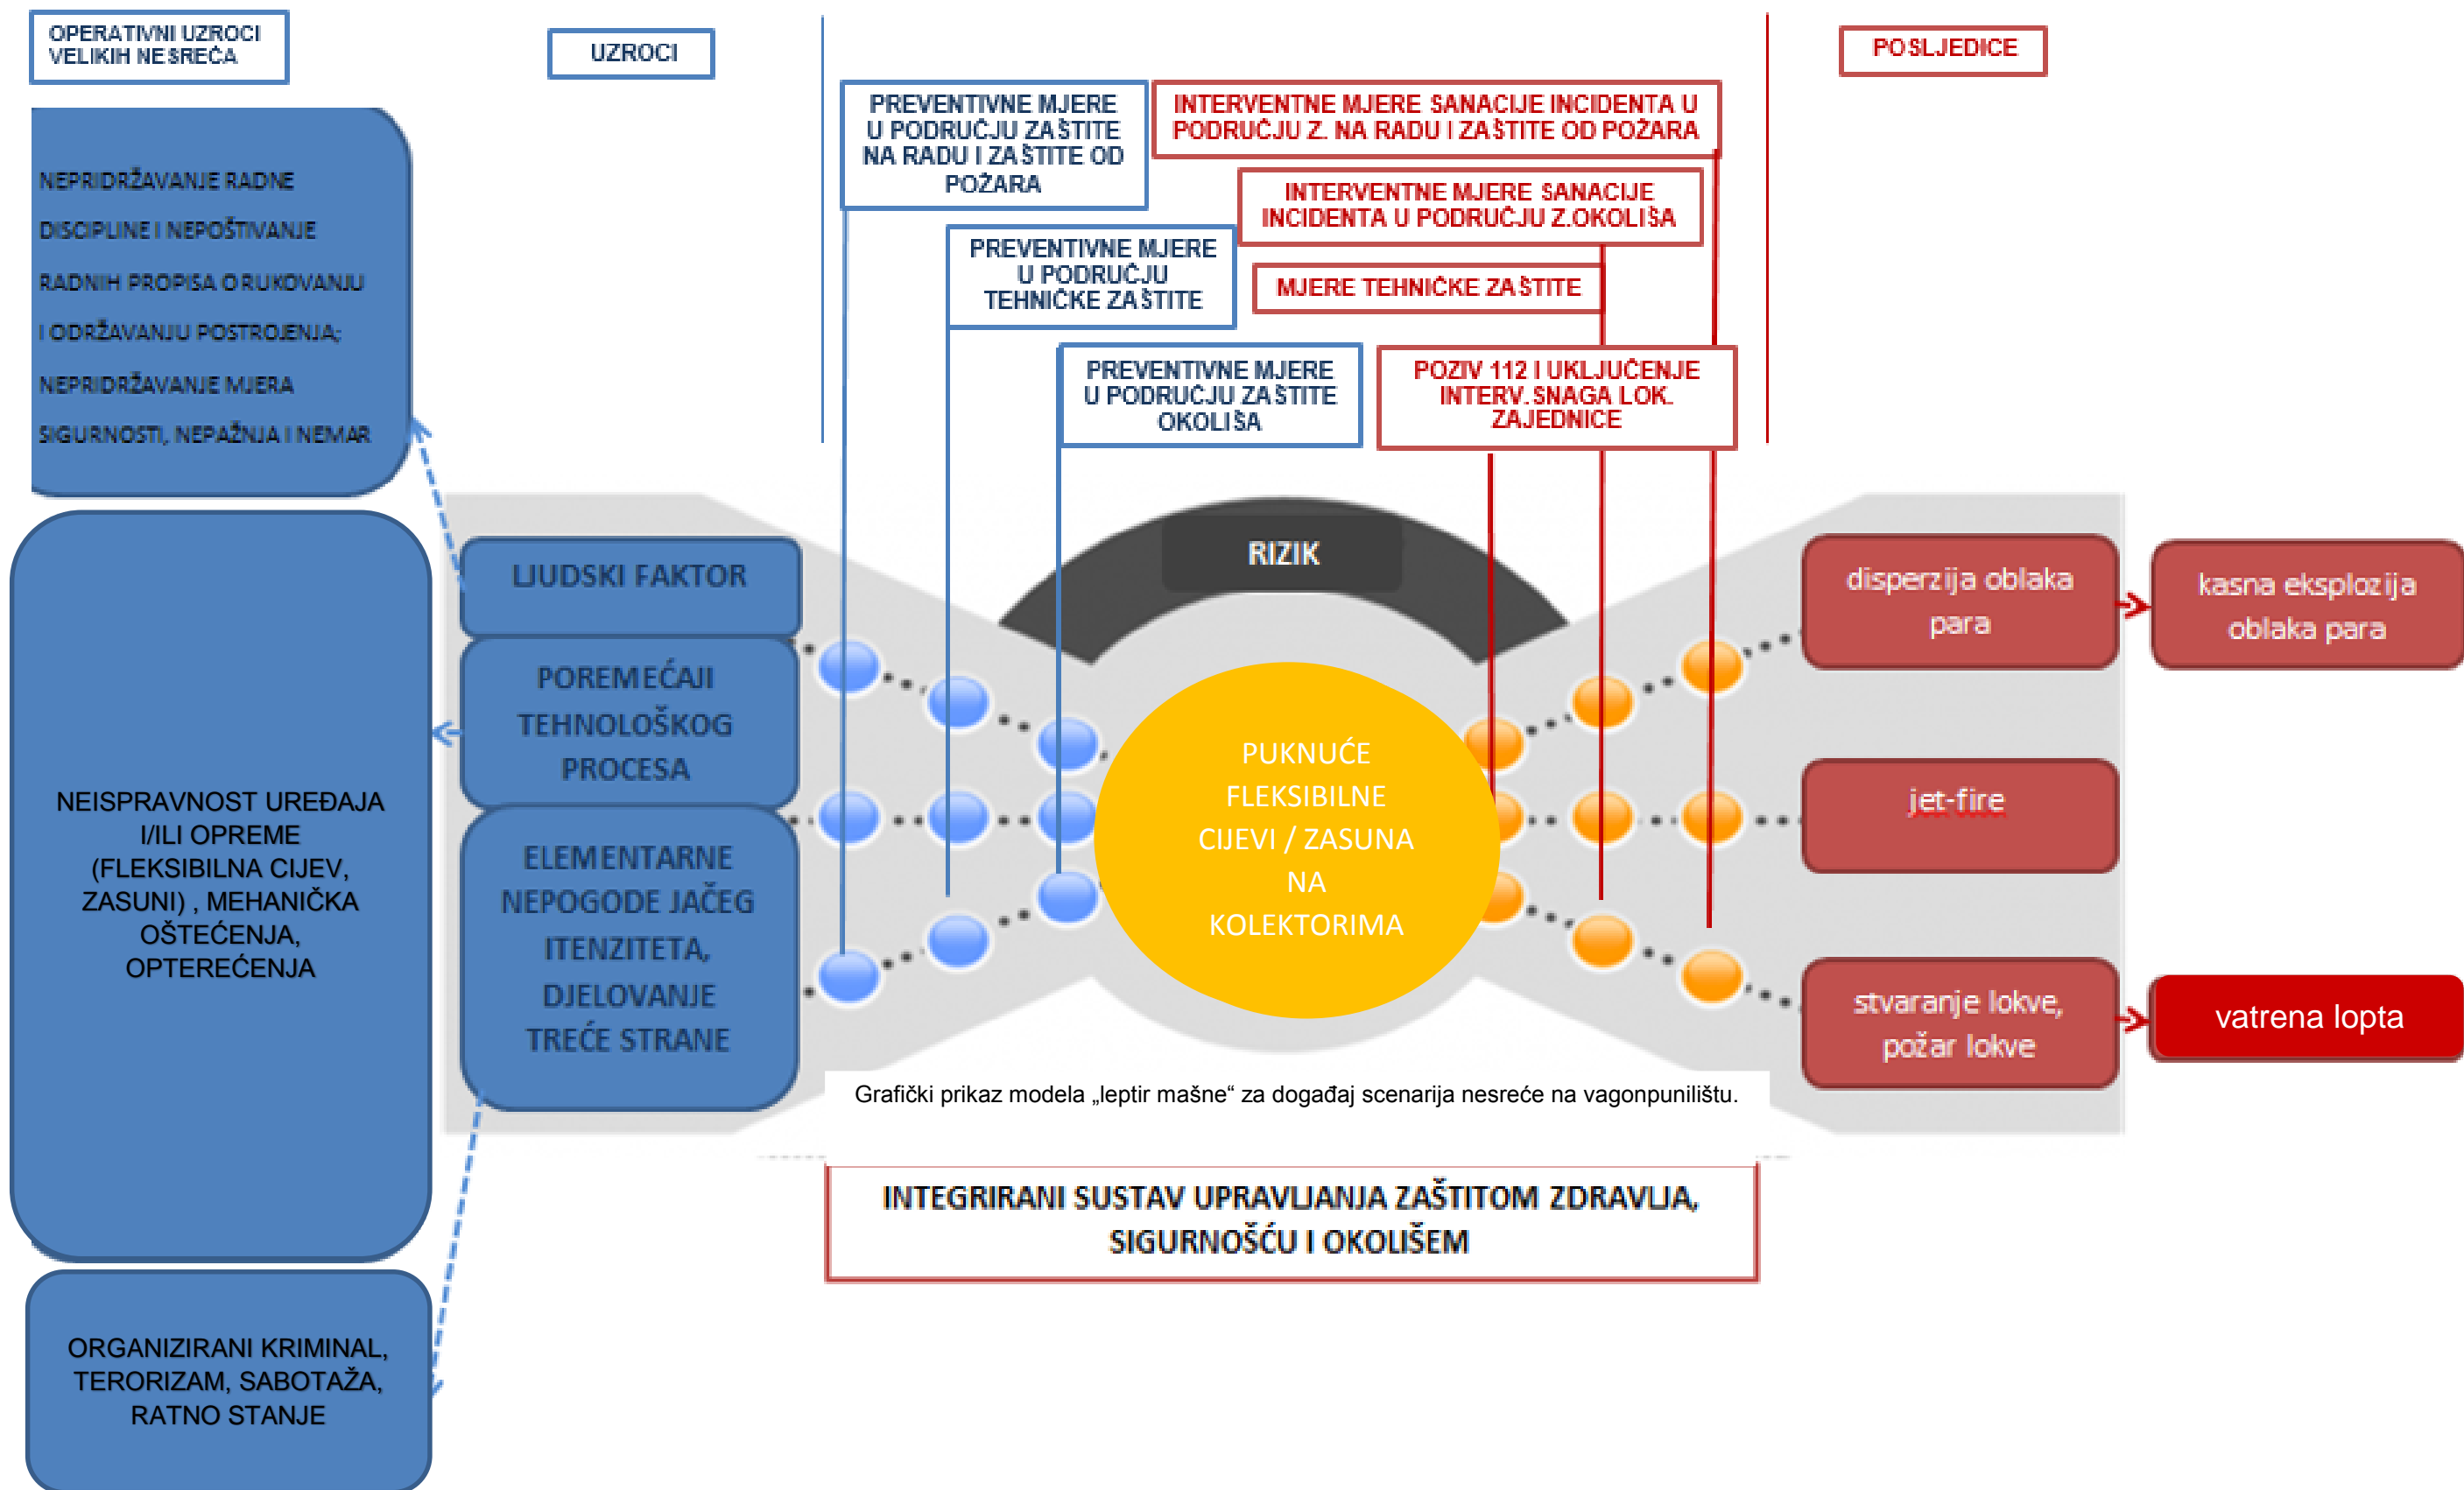 OPERATIVNI UZROCI
VELIKIH NESREĆA
UZROCI
POSLJEDICE
PREVENTIVNE MJERE
U PODRUČJU ZAŠTITE
NA RADU I ZAŠTITE OD
POŽARA
INTERVENTNE MJERE SANACIJE INCIDENTA U
PODRUČJU Z. NA RADU I ZAŠTITE OD POŽARA
INTERVENTNE MJERE SANACIJE
INCIDENTA U PODRUČJU Z.OKOLIŠA
PREVENTIVNE MJERE
U PODRUČJU
TEHNIČKE ZAŠTITE
MJERE TEHNIČKE ZAŠTITE
PREVENTIVNE MJERE
U PODRUČJU ZAŠTITE
OKOLIŠA
POZIV 112 I UKLJUČENJE
INTERV. SNAGA LOK.
ZAJEDNICE
NEPRIDRŽAVANJE RADNE
DISCIPLINE I NEPOŠTIVANJE
RADNIH PROPISA O RUKOVANJU
I ODRŽAVANJU POSTROJENJA;
NEPRIDRŽAVANJE MJERA
SIGURNOSTI, NEPAŽNJA I NEMAR
NEISPRAVNOST UREĐAJA
I/ILI OPREME
(FLEKSIBILNA CIJEV,
ZASUNI) , MEHANIČKA
OŠTEĆENJA,
OPTEREĆENJA
ORGANIZIRANI KRIMINAL,
TERORIZAM, SABOTAŽA,
RATNO STANJE
LJUDSKI FAKTOR
POREMEĆAJI
TEHNOLOŠKOG
PROCESA
ELEMENTARNE
NEPOGODE JAČEG
ITENZITETA,
DJELOVANJE
TREĆE STRANE
RIZIK
PUKNUĆE
FLEKSIBILNE
CIJEVI / ZASUNA
NA
KOLEKTORIMA
disperzija oblaka
para
kasna eksplozija
oblaka para
jet-fire
stvaranje lokve,
požar lokve
vatrena lopta
Grafički prikaz modela „leptir mašne“ za događaj scenarija nesreće na vagonpunilištu.
INTEGRIRANI SUSTAV UPRAVLJANJA ZAŠTITOM ZDRAVLJA,
SIGURNOŠĆU I OKOLIŠEM